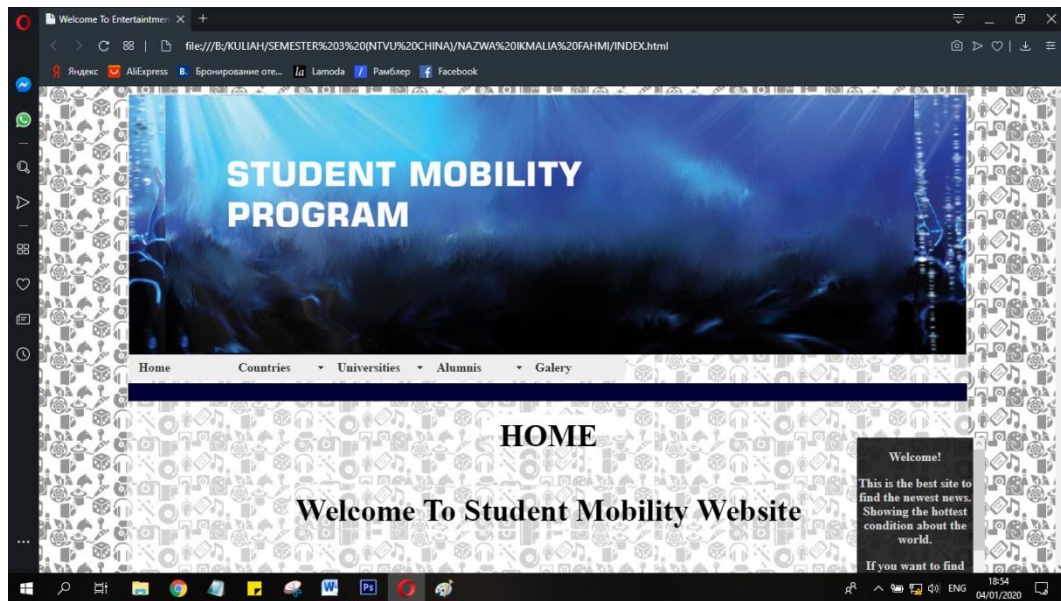 Welcome To Entertaintmen
file:///B:/KULIAH/SEMESTER%203%20(NTVU%20CHINA)/NAZWA%20IKMALIA%20FAHMI/INDEX.html
Яндекс AliExpress B. Бронирование оте... la Lamoda Рамблер Facebook
STUDENT MOBILITY
PROGRAM
Home Countries Universities Alumnis Galery
HOME
Welcome To Student Mobility Website
Welcome!
This is the best site to
find the newest news.
Showing the hottest
condition about the
world.
If you want to find
ENG
18:54
04/01/2020